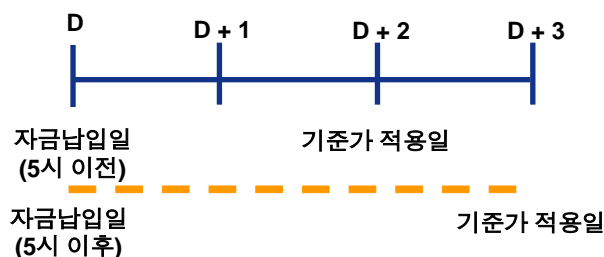 D D + 1 D + 2 D + 3
자금납입일 기준가 적용일
(5시 이전)
자금납입일 기준가 적용일
(5시 이후)